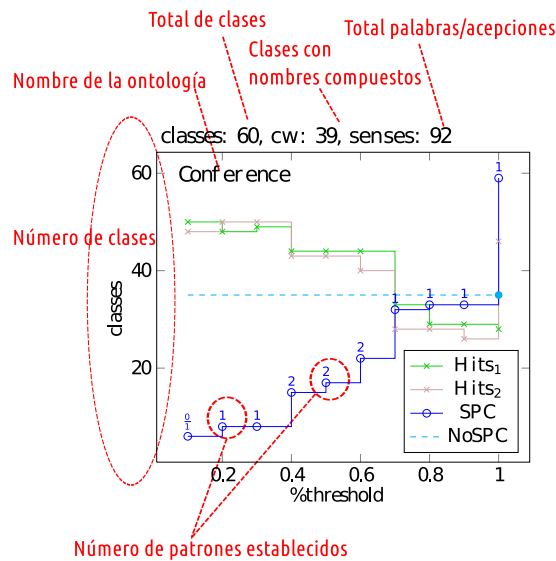 Total de clases
Total palabras/acepciones
Clases con
nombres compuestos
Nombre de la ontología
classes: 60, cw: 39, senses: 92
Conference
Número de clases
classes
60
40
20
0/1
1
1
2
2
2
1
1
1
1
Hits1
Hits2
SPC
NoSPC
0.2
0.4
0.6
0.8
1
%threshold
Número de patrones establecidos